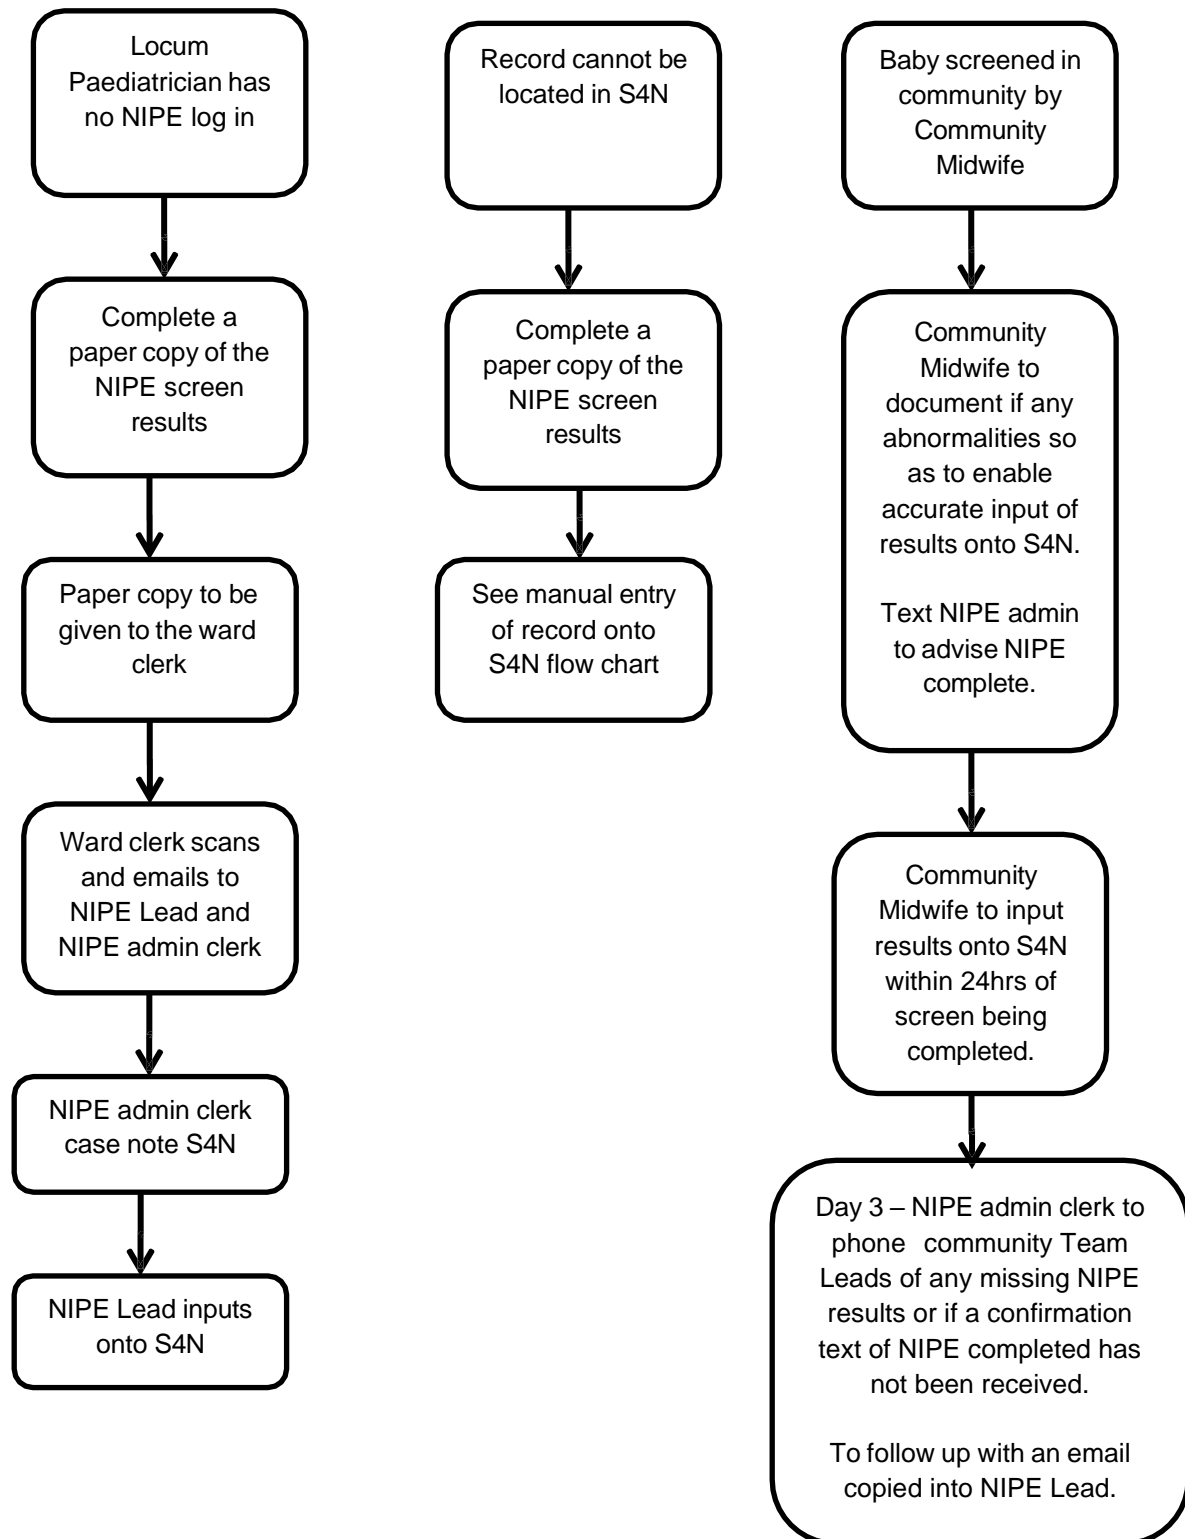 Locum
Paediatrician has
no NIPE log in
Complete a
paper copy of the
NIPE screen
results
Paper copy to be
given to the ward
clerk
Ward clerk scans
and emails to
NIPE Lead and
NIPE admin clerk
NIPE admin clerk
case note S4N
NIPE Lead inputs
onto S4N
Record cannot be
located in S4N
Complete a
paper copy of the
NIPE screen
results
See manual entry
of record onto
S4N flow chart
Baby screened in
community by
Community
Midwife
Community
Midwife to
document if any
abnormalities so
as to enable
accurate input of
results onto S4N.
Text NIPE admin
to advise NIPE
complete.
Community
Midwife to input
results onto S4N
within 24hrs of
screen being
completed.
Day 3 – NIPE admin clerk to
phone community Team
Leads of any missing NIPE
results or if a confirmation
text of NIPE completed has
not been received.
To follow up with an email
copied into NIPE Lead.